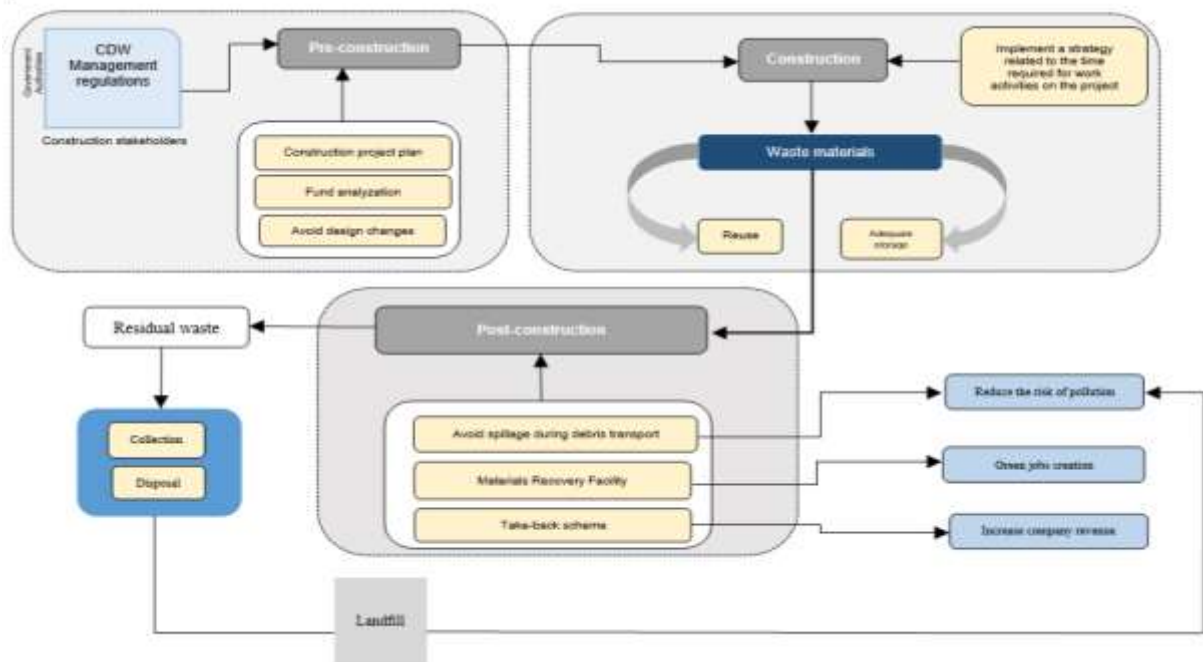 Government
Authorities
CDW
Management
regulations
Construction stakeholders
Pre-construction
Construction project plan
Fund analyzation
Avoid design changes
Construction
Implement a strategy
related to the time
required for work
activities on the project
Waste materials
Reuse
Adequate
storage
Residual waste
Post-construction
Collection
Disposal
Avoid spillage during debris transport
Materials Recovery Facility
Take-back scheme
Reduce the risk of pollution
Green jobs creation
Increase company revenue
Landfill